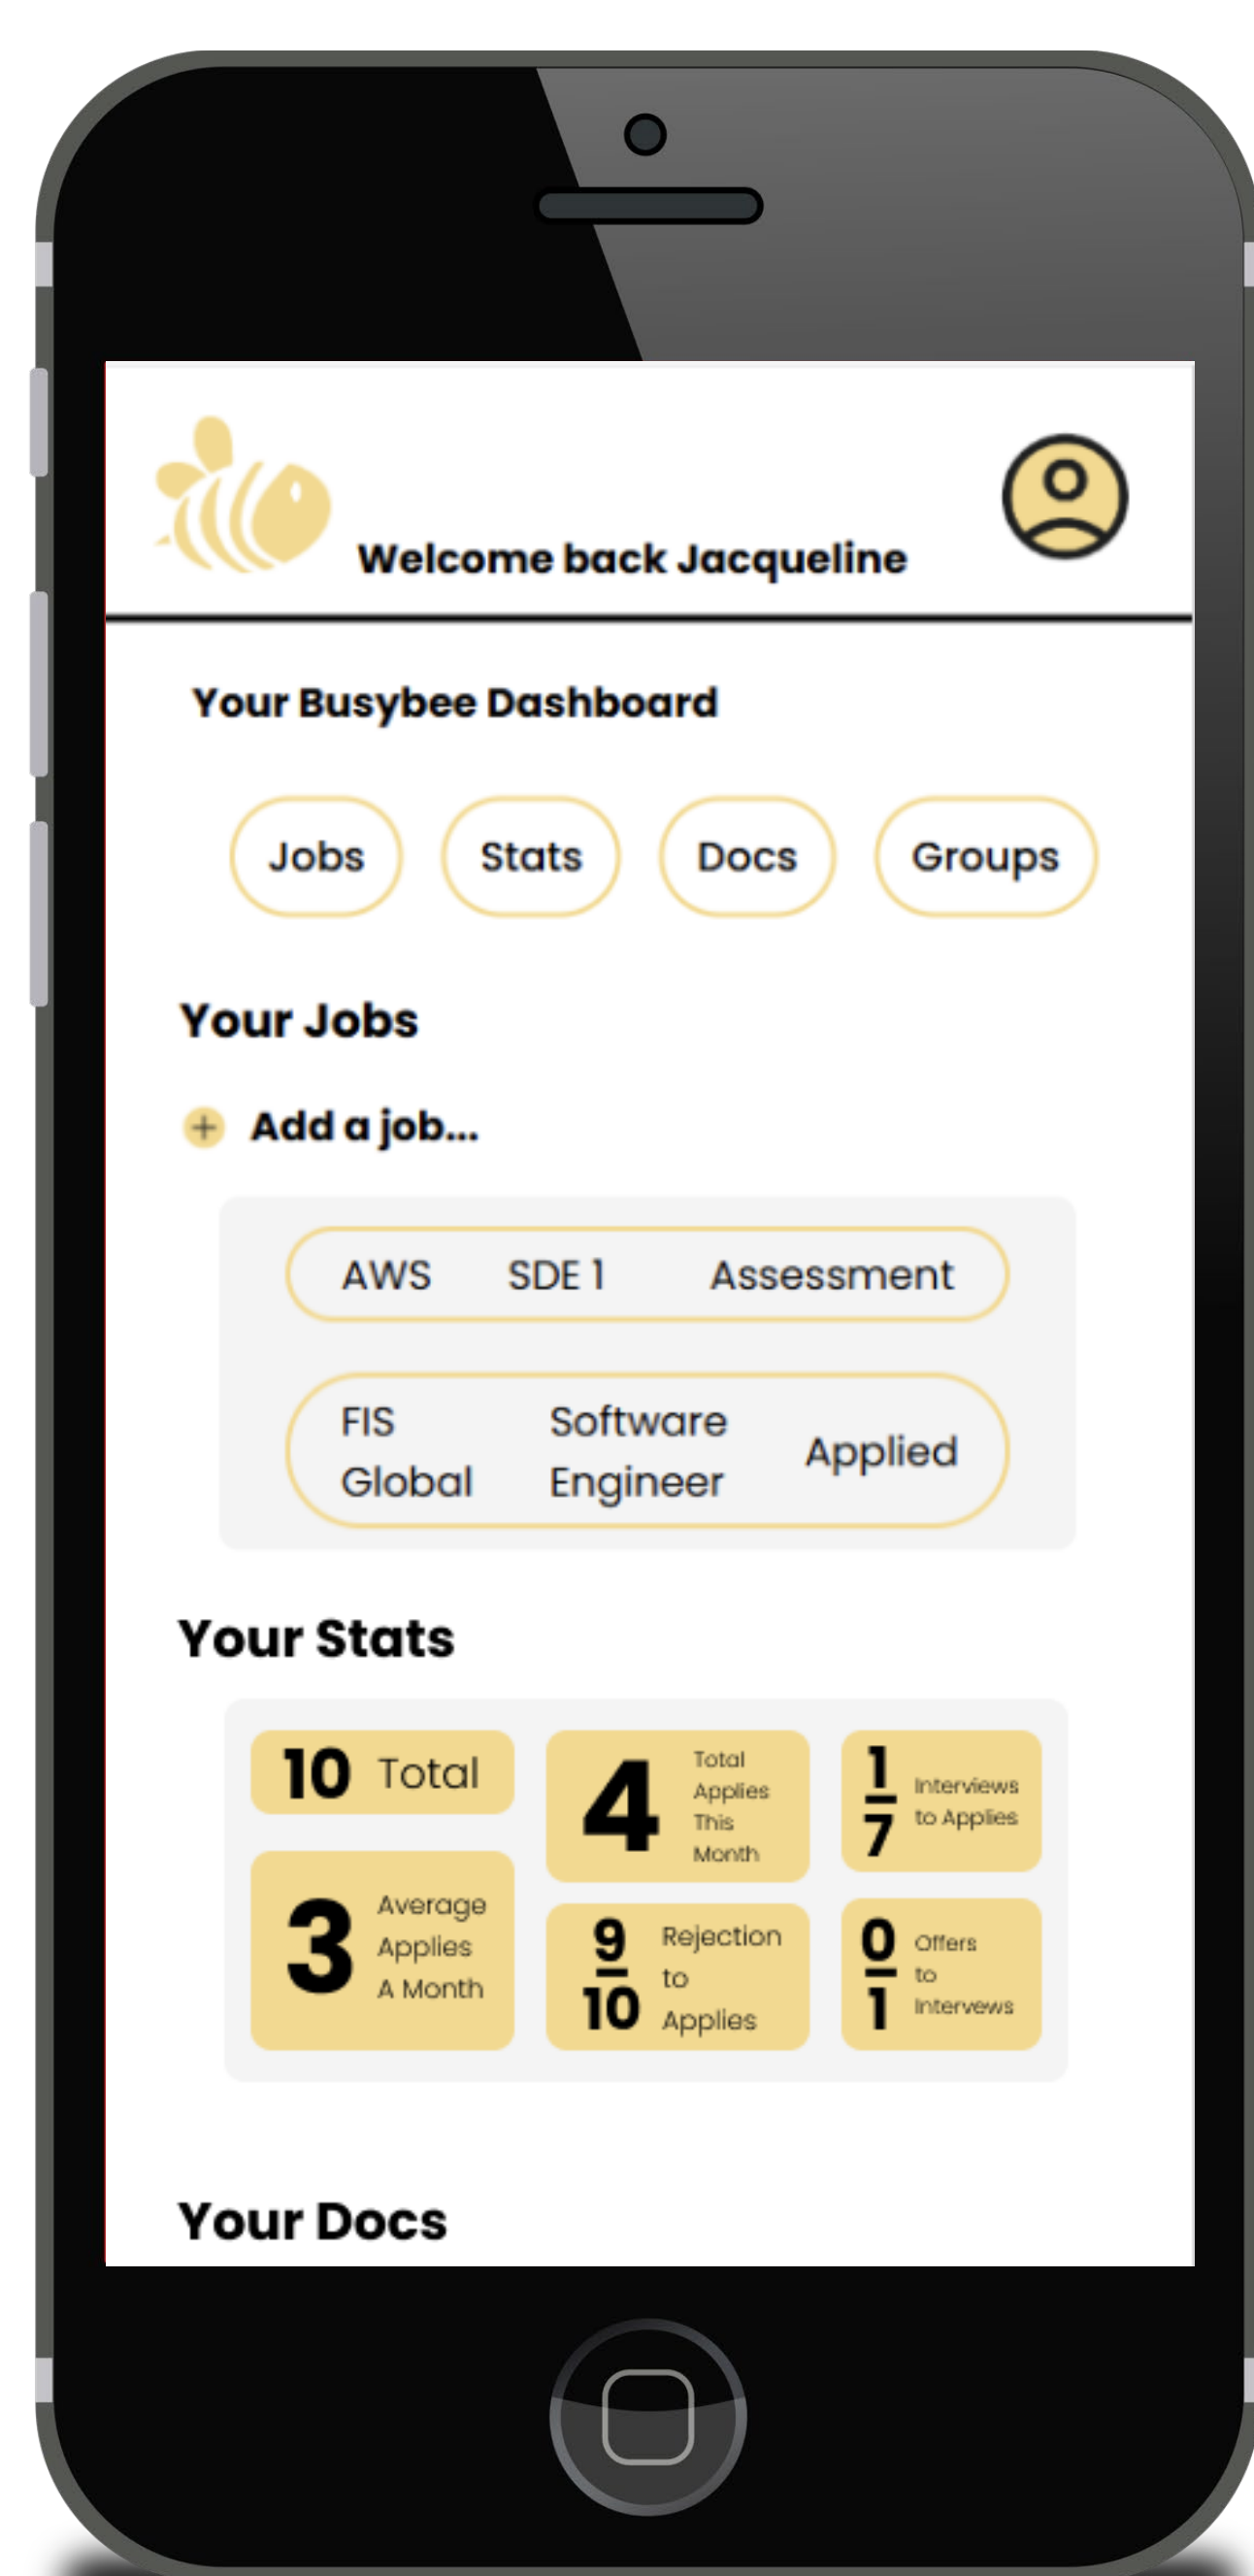 Welcome back Jacqueline
Your Busybee Dashboard
Jobs Stats Docs Groups
Your Jobs
+ Add a job...
AWS SDE 1 Assessment
FIS
Global
Software
Engineer
Applied
Your Stats
10 Total
3
Average
Applies
A Month
4
Total
Applies
This
Month
9
10
Rejection
to
Applies
1
7
Interviews
to Applies
0
1
Offers
to
Intervews
Your Docs